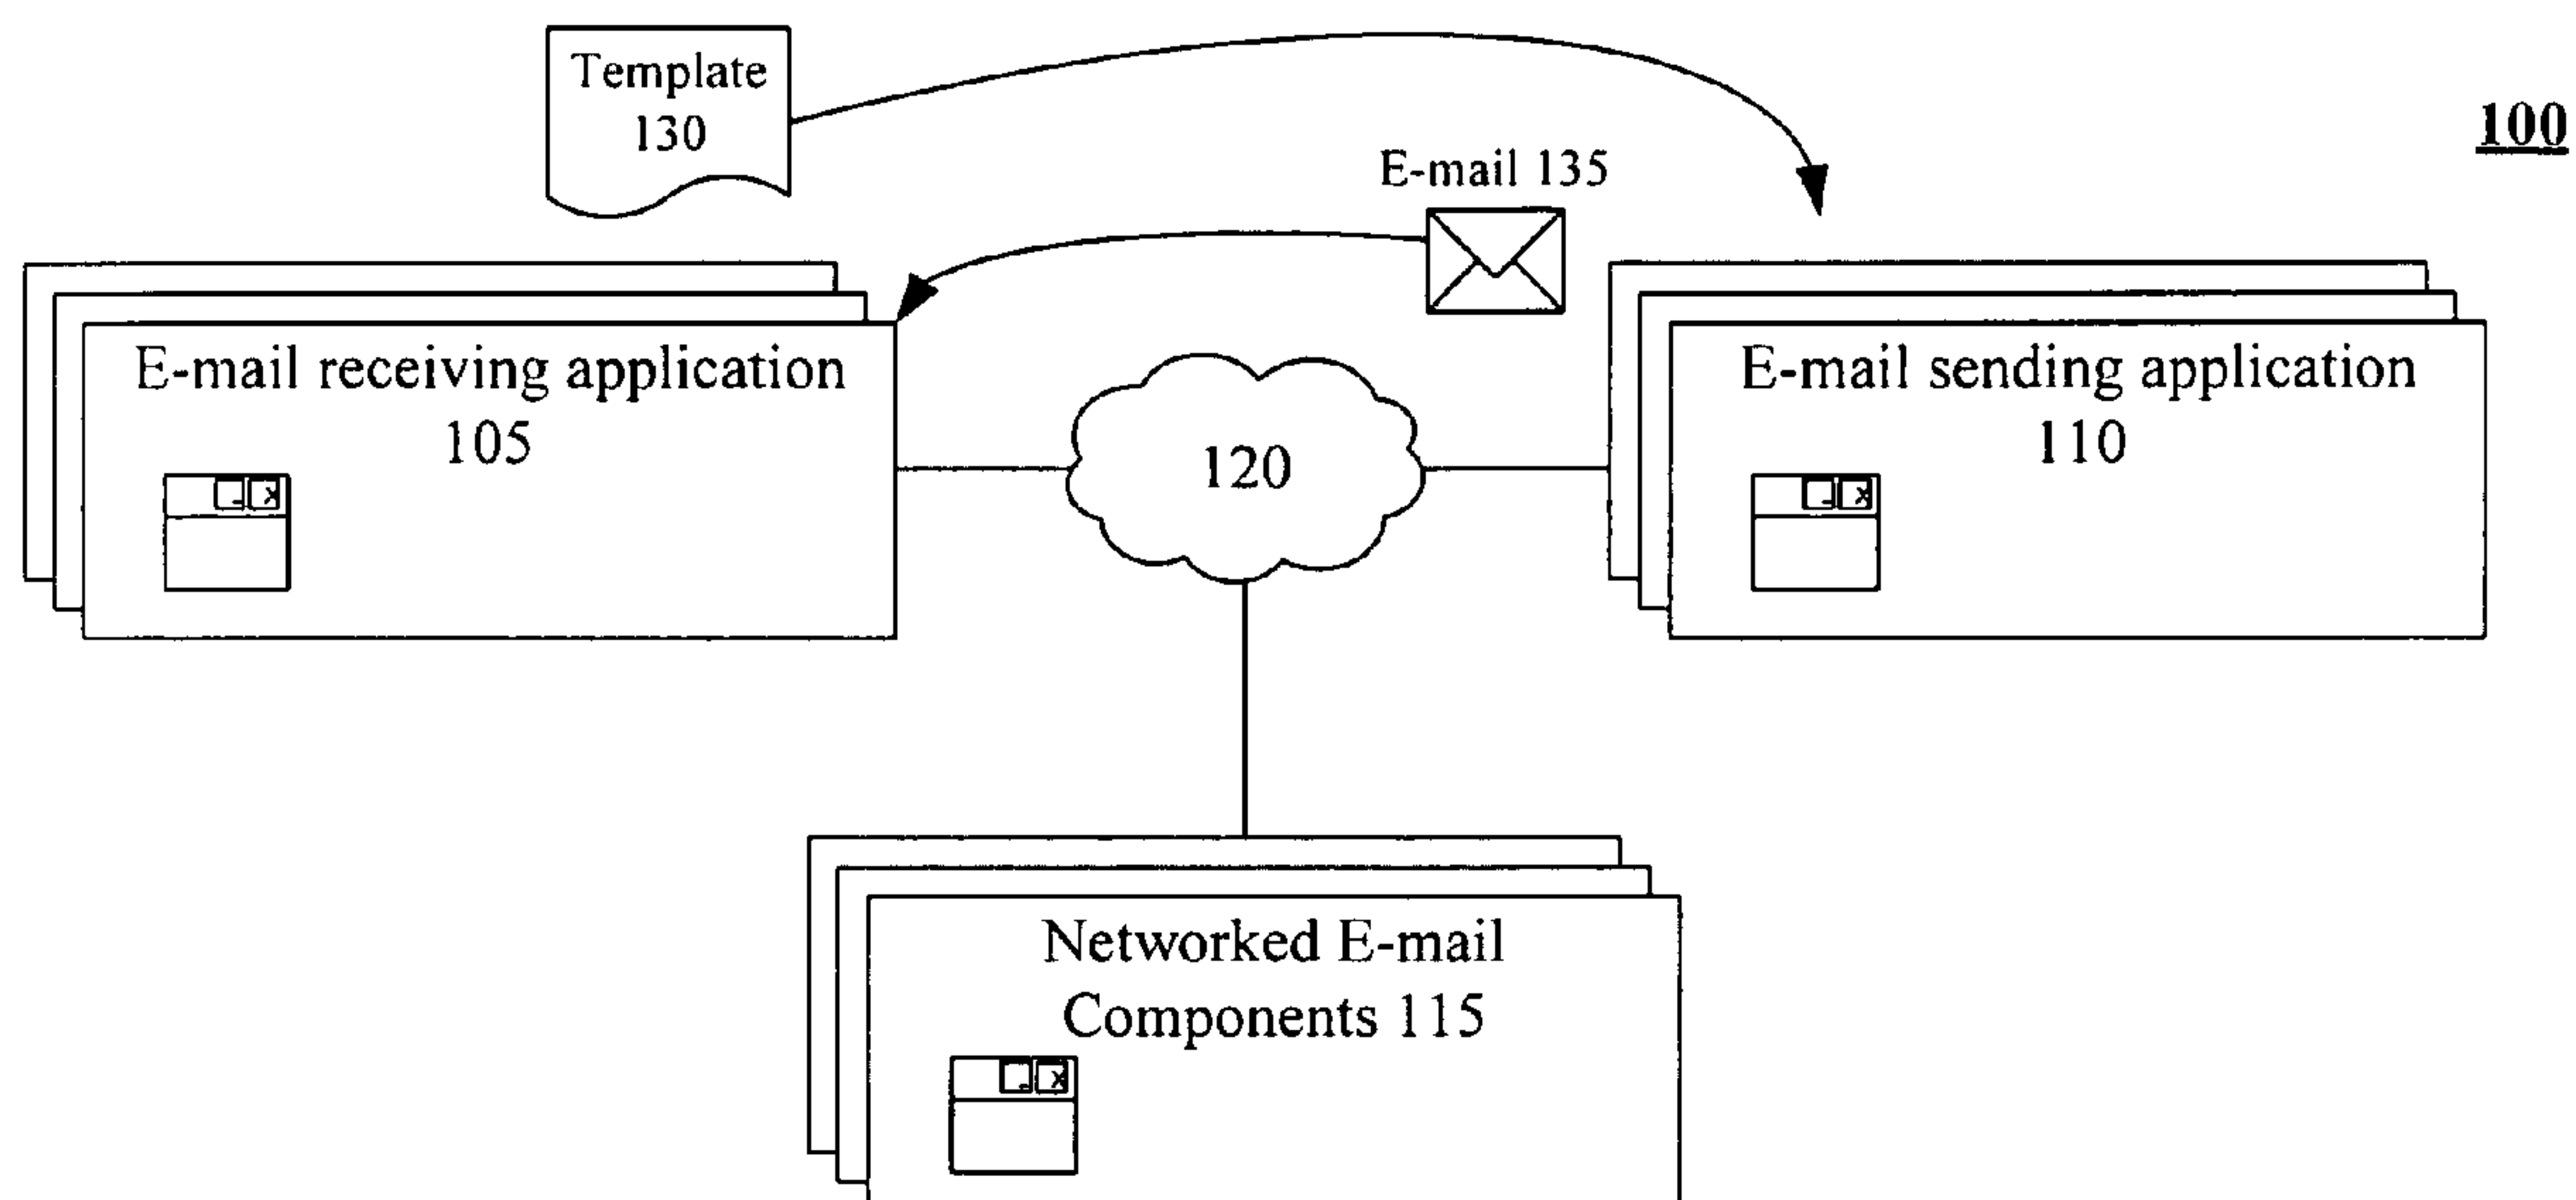 Template
130
100
E-mail 135
E-mail receiving application
105
E-mail sending application
110
120
Networked E-mail
Components 115